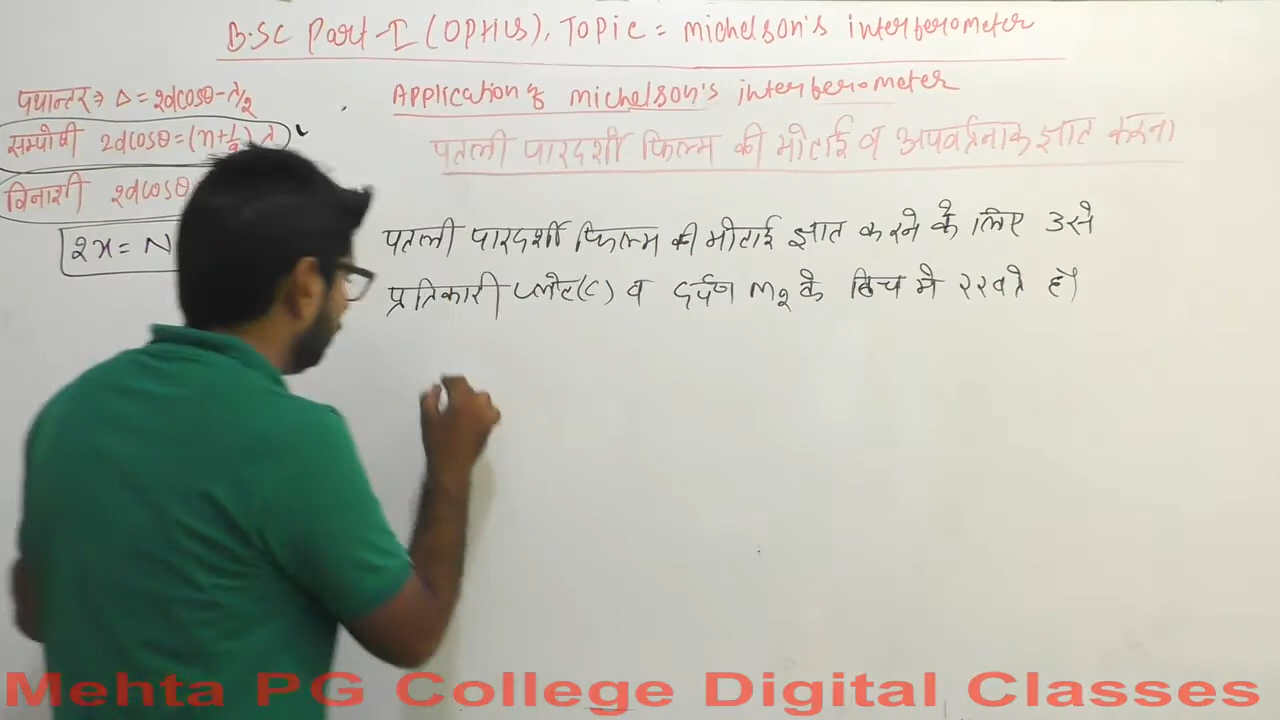 B.SC Part-I (OPTICS), Topic = michelson's interferometer
Application of michelson's interferometer
पतली पारदर्शी फिल्म की मोटाई व अपवर्तनांक ज्ञात करना
पथान्तर → Δ = 2dcosθ - λ/2
सम्पोषी 2dcosθ = (n+1/2) λ
विनाशी 2dcosθ
2x = N
पतली पारदर्शी फिल्म की मोटाई ज्ञात करने के लिए उसे
प्रतिकारी प्लेट(C) व दर्पण M2 के बिच मे रखते है।
Mehta PG College Digital Classes